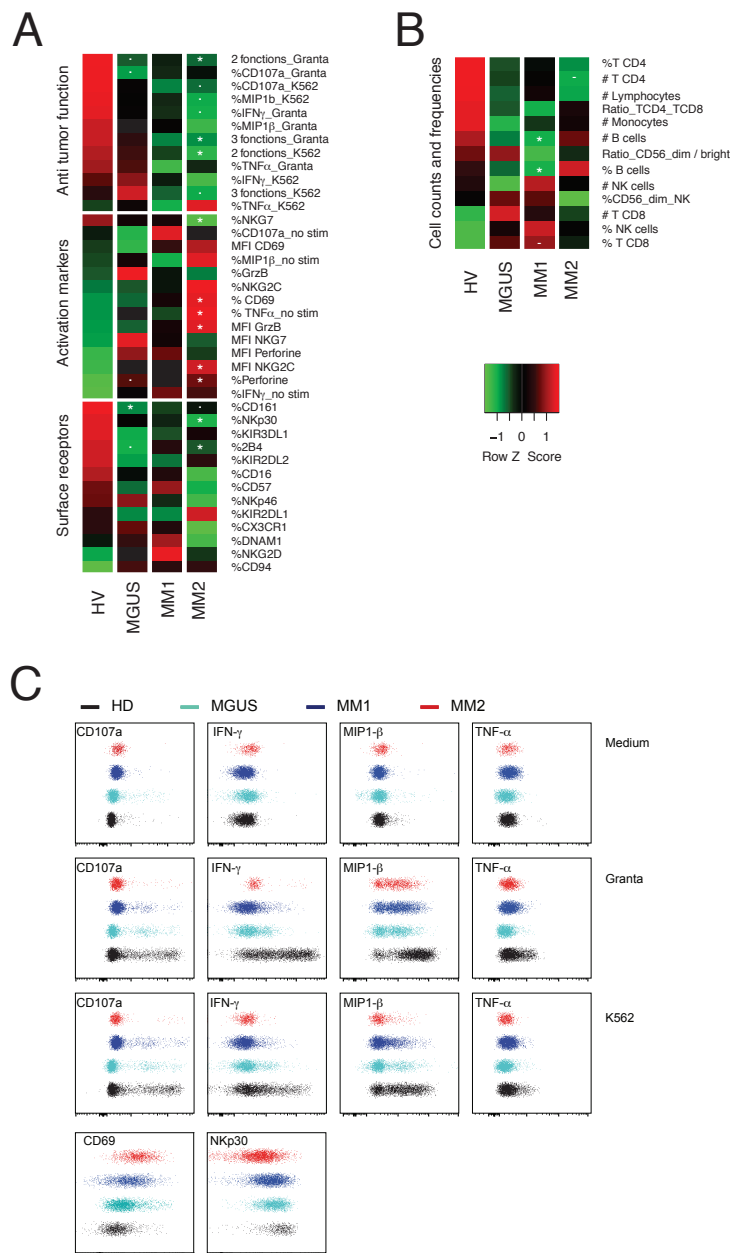 A
Anti tumor function
2 fonctions_Granta
%CD107a_Granta
%CD107a_K562
%MIP1b_K562
%IFNγ_Granta
%MIP1β_Granta
3 fonctions_Granta
2 fonctions_K562
%TNFα_Granta
%IFNγ_K562
3 fonctions_K562
%TNFα_K562
Activation markers
%NKG7
%CD107a_no stim
MFI CD69
%MIP1β_no stim
%GrzB
%NKG2C
% CD69
% TNFα_no stim
MFI GrzB
MFI NKG7
MFI Perforine
MFI NKG2C
%Perforine
%IFNγ_no stim
Surface receptors
%CD161
%NKp30
%KIR3DL1
%2B4
%KIR2DL2
%CD16
%CD57
%NKp46
%KIR2DL1
%CX3CR1
%DNAM1
%NKG2D
%CD94
HV MGUS MM1 MM2
B
Cell counts and frequencies
%T CD4
# T CD4
# Lymphocytes
Ratio_TCD4_TCD8
# Monocytes
# B cells
Ratio_CD56_dim / bright
% B cells
# NK cells
%CD56_dim_NK
# T CD8
% NK cells
% T CD8
HV MGUS MM1 MM2
−1 0 1
Row Z Score
C
HD MGUS MM1 MM2
CD107a IFN-γ MIP1-β TNF-α Medium
CD107a IFN-γ MIP1-β TNF-α Granta
CD107a IFN-γ MIP1-β TNF-α K562
CD69 NKp30